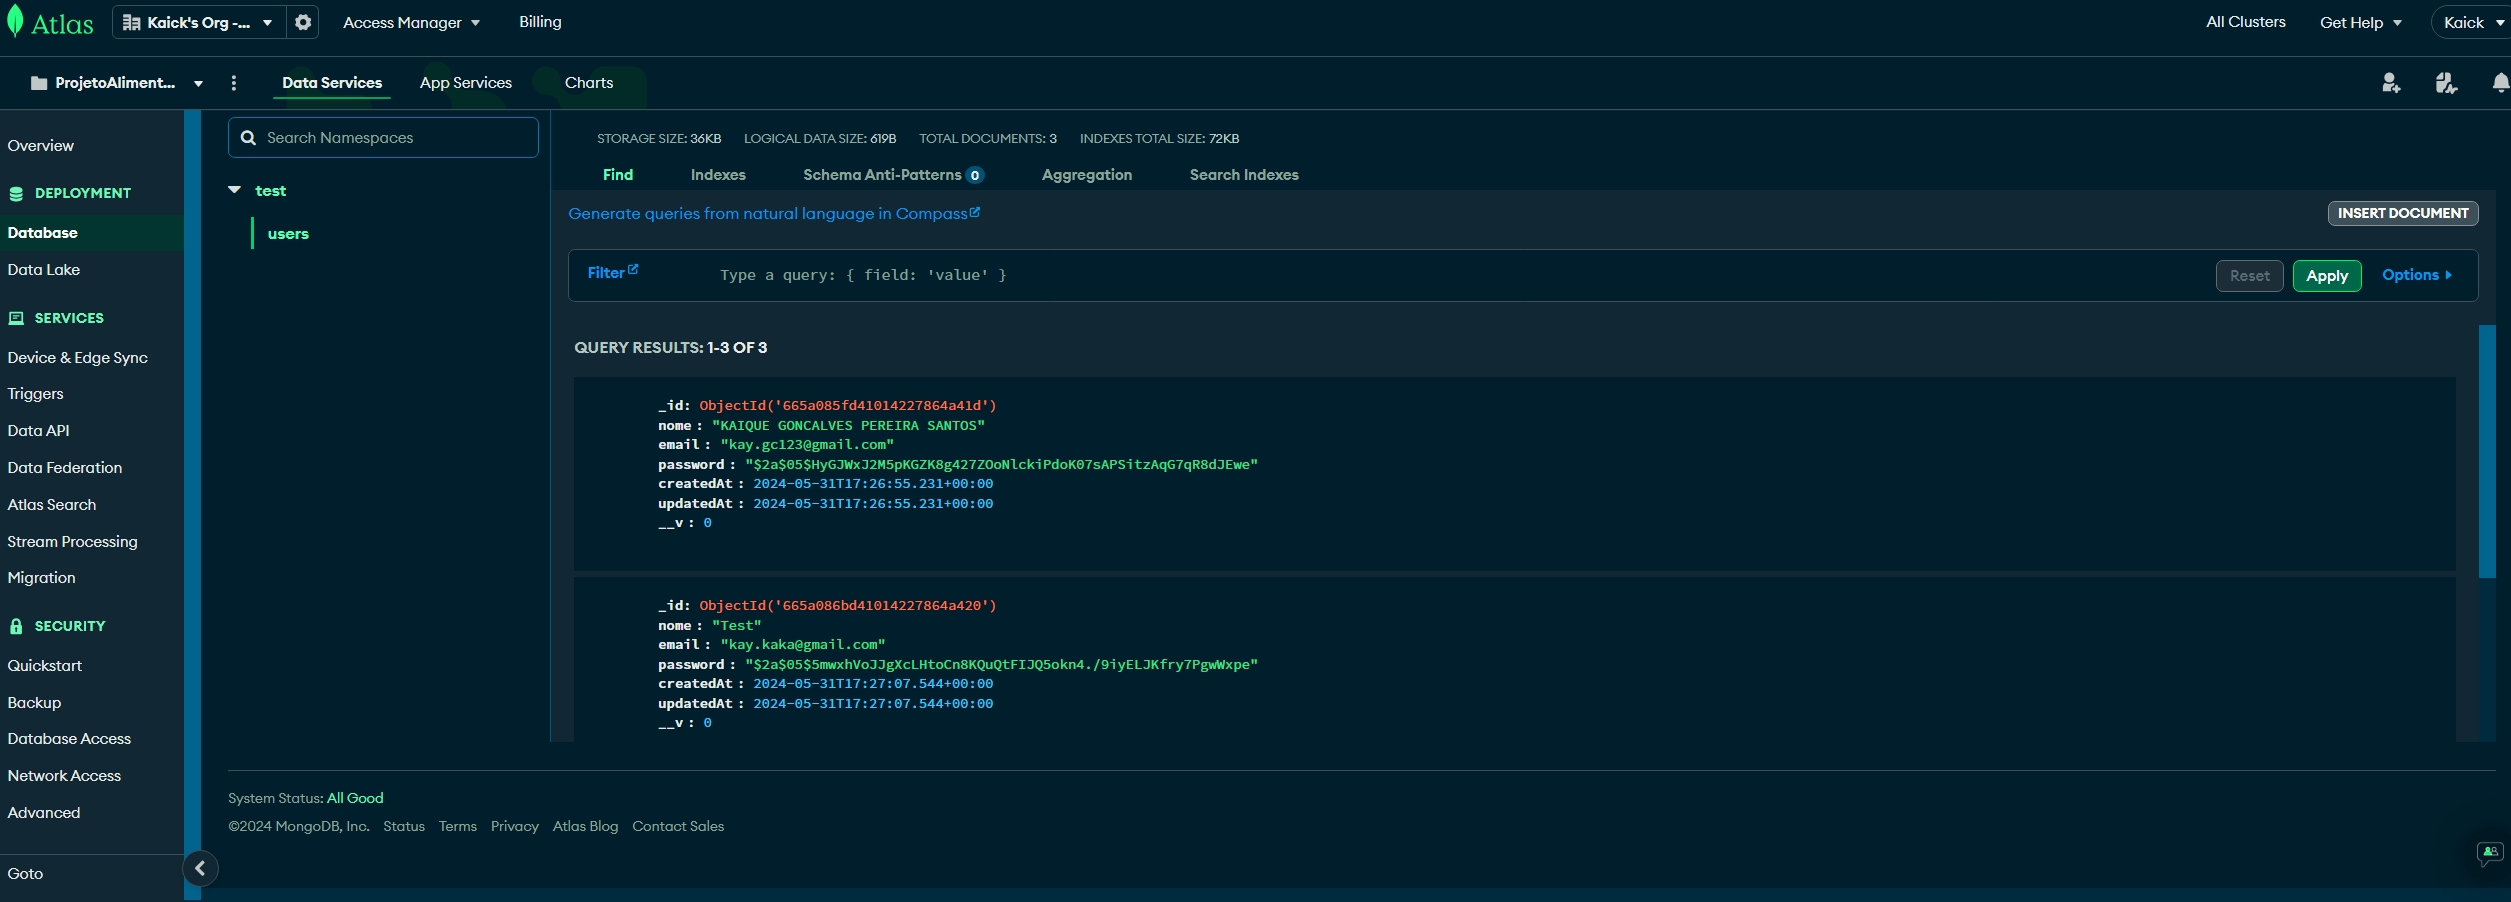 Atlas Kaick's Org -... Access Manager Billing All Clusters Get Help Kaick
ProjetoAliment... Data Services App Services Charts
Overview
DEPLOYMENT
Database
Data Lake
SERVICES
Device & Edge Sync
Triggers
Data API
Data Federation
Atlas Search
Stream Processing
Migration
SECURITY
Quickstart
Backup
Database Access
Network Access
Advanced
Goto
Search Namespaces
test
users
STORAGE SIZE: 36KB LOGICAL DATA SIZE: 619B TOTAL DOCUMENTS: 3 INDEXES TOTAL SIZE: 72KB
Find Indexes Schema Anti-Patterns 0 Aggregation Search Indexes
Generate queries from natural language in Compass
INSERT DOCUMENT
Filter Type a query: { field: 'value' } Reset Apply Options
QUERY RESULTS: 1-3 OF 3
_id: ObjectId('665a085fd41014227864a41d')
nome : "KAIQUE GONCALVES PEREIRA SANTOS"
email : "kay.gc123@gmail.com"
password : "$2a$05$HyGJWxJ2M5pKGZK8g427ZOoNlckiPdoK07sAPSitzAqG7qR8dJEwe"
createdAt : 2024-05-31T17:26:55.231+00:00
updatedAt : 2024-05-31T17:26:55.231+00:00
__v : 0
_id: ObjectId('665a086bd41014227864a420')
nome : "Test"
email : "kay.kaka@gmail.com"
password : "$2a$05$5mwxhVoJJgXcLHtoCn8KQuQtFIJQ5okn4./9iyELJKfry7PgwWxpe"
createdAt : 2024-05-31T17:27:07.544+00:00
updatedAt : 2024-05-31T17:27:07.544+00:00
__v : 0
System Status: All Good
©2024 MongoDB, Inc. Status Terms Privacy Atlas Blog Contact Sales